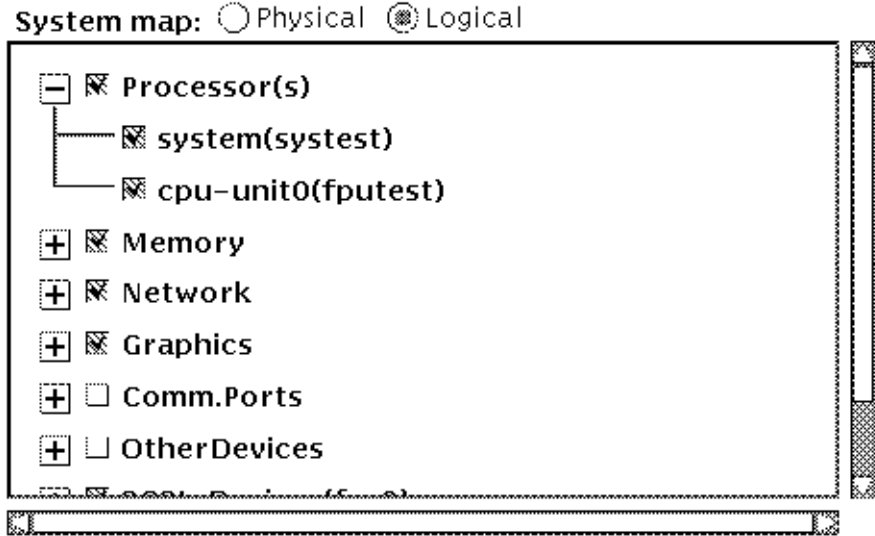 System map: Physical Logical
Processor(s)
system(systest)
cpu-unit0(fputest)
Memory
Network
Graphics
Comm.Ports
OtherDevices